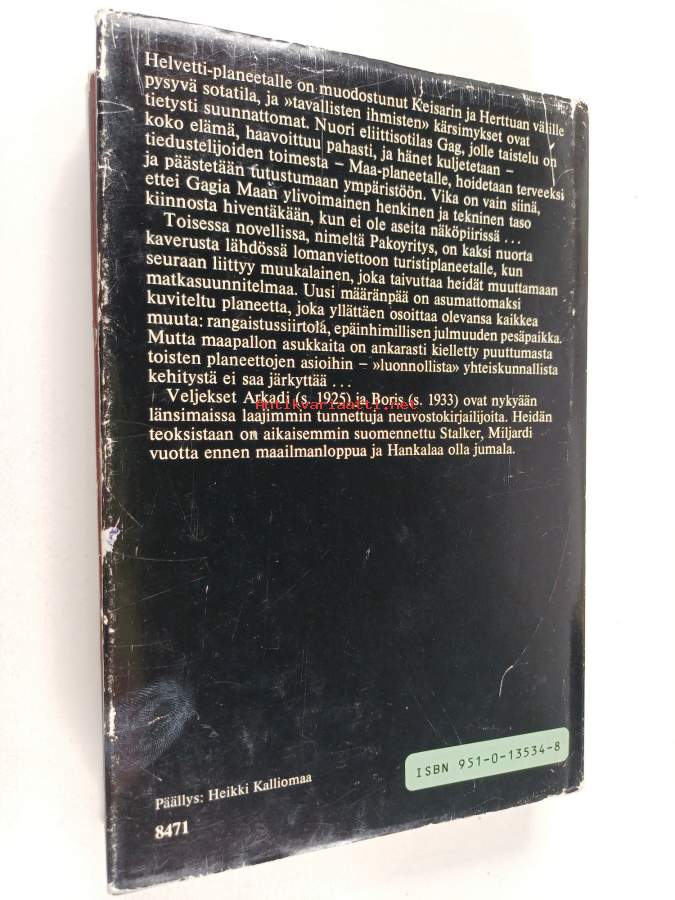 Helvetti-planeetalle on muodostunut Keisarin ja Herttuan välille
pysyvä sotatila, ja »tavallisten ihmisten» kärsimykset ovat
tietysti suunnattomat. Nuori eliittisotilas Gag, jolle taistelu on
koko elämä, haavoittuu pahasti, ja hänet kuljetetaan –
tiedustelijoiden toimesta – Maa-planeetalle, hoidetaan terveeksi
ja päästetään tutustumaan ympäristöön. Vika on vain siinä,
ettei Gagia Maan ylivoimainen henkinen ja tekninen taso
kiinnosta hiventäkään, kun ei ole aseita näköpiirissä . . .
Toisessa novellissa, nimeltä Pakoyritys, on kaksi nuorta
kaverusta lähdössä lomanviettoon turistiplaneetalle, kun
seuraan liittyy muukalainen, joka taivuttaa heidät muuttamaan
matkasuunnitelmaa. Uusi määränpää on asumattomaksi
kuviteltu planeetta, joka yllättäen osoittaa olevansa kaikkea
muuta: rangaistussiirtola, epäinhimillisen julmuuden pesäpaikka.
Mutta maapallon asukkaita on ankarasti kielletty puuttumasta
toisten planeettojen asioihin – »luonnollista» yhteiskunnallista
kehitystä ei saa järkyttää . . .
Veljekset Arkadi (s. 1925) ja Boris (s. 1933) ovat nykyään
Antikvariaatti.net
länsimaissa laajimmin tunnettuja neuvostokirjailijoita. Heidän
teoksistaan on aikaisemmin suomennettu Stalker, Miljardi
vuotta ennen maailmanloppua ja Hankalaa olla jumala.
ISBN 951-0-13534-8
Päällys: Heikki Kalliomaa
8471